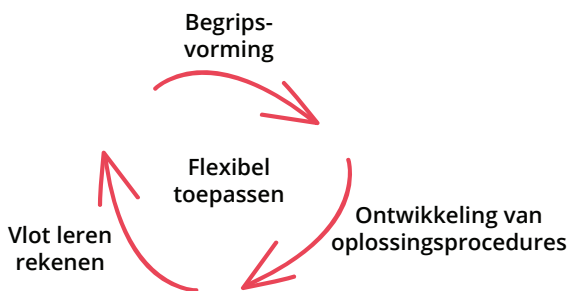 Begrips-
vorming
Flexibel
toepassen
Ontwikkeling van
oplossingsprocedures
Vlot leren
rekenen